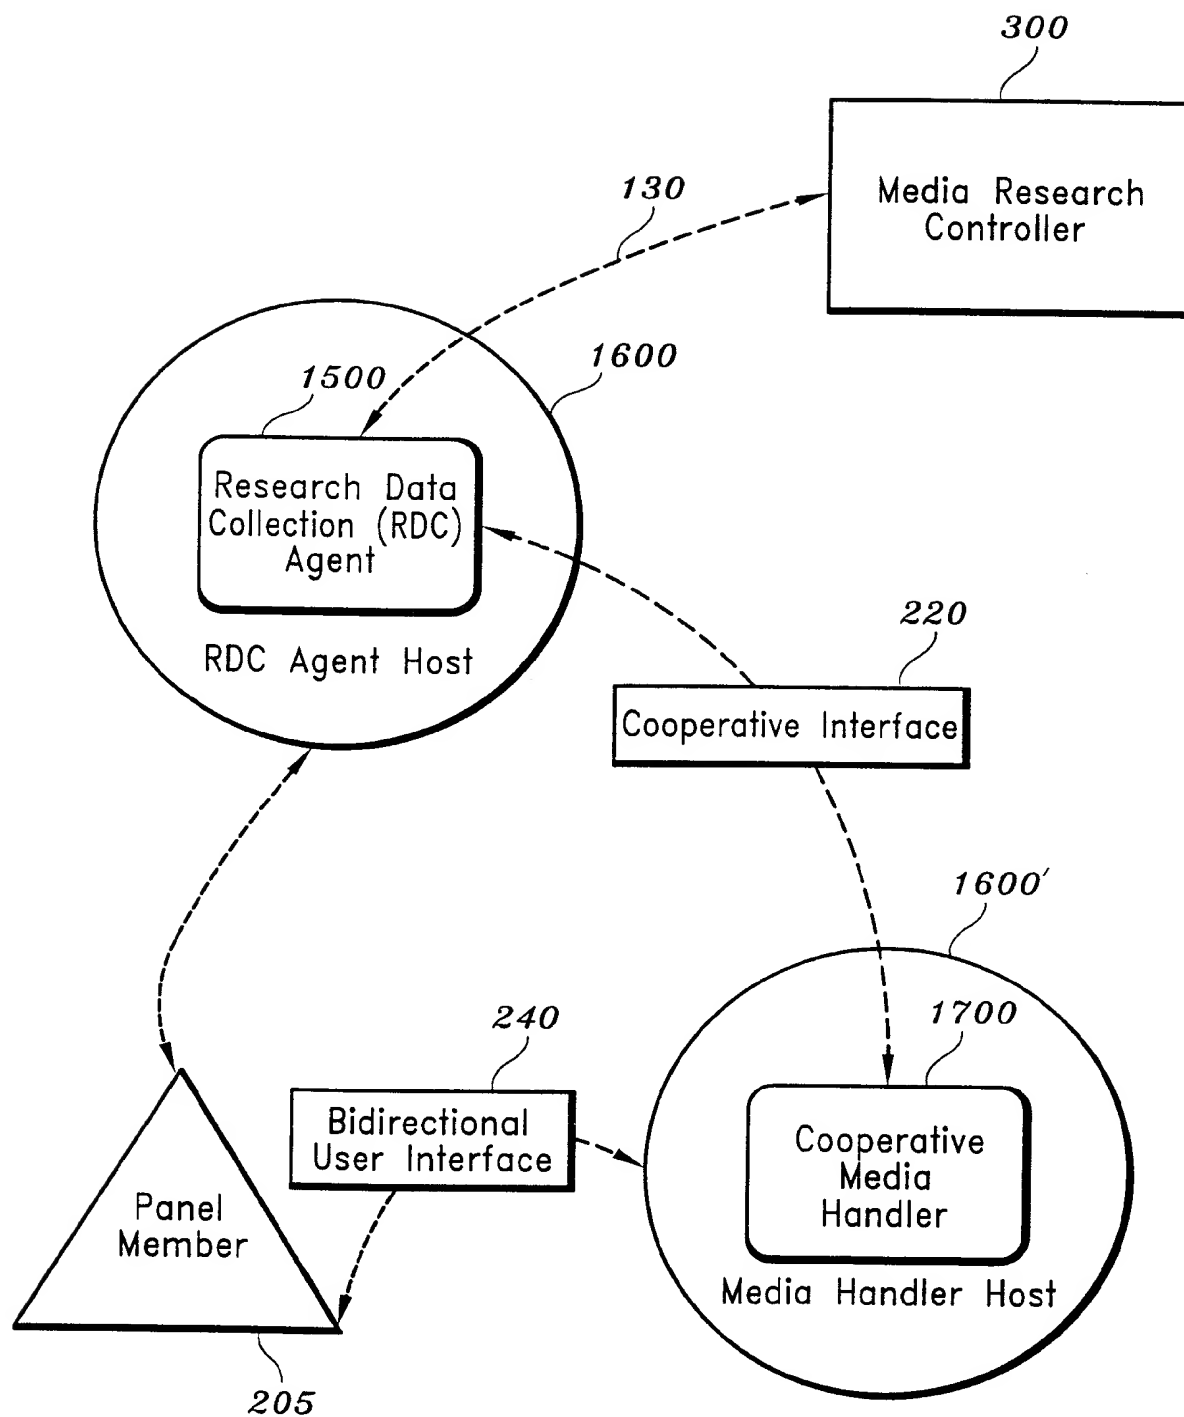 300
Media Research
Controller
130
1600
1500
Research Data
Collection (RDC)
Agent
RDC Agent Host
220
Cooperative Interface
1600'
240
1700
Bidirectional
User Interface
Cooperative
Media
Handler
Panel
Member
Media Handler Host
205